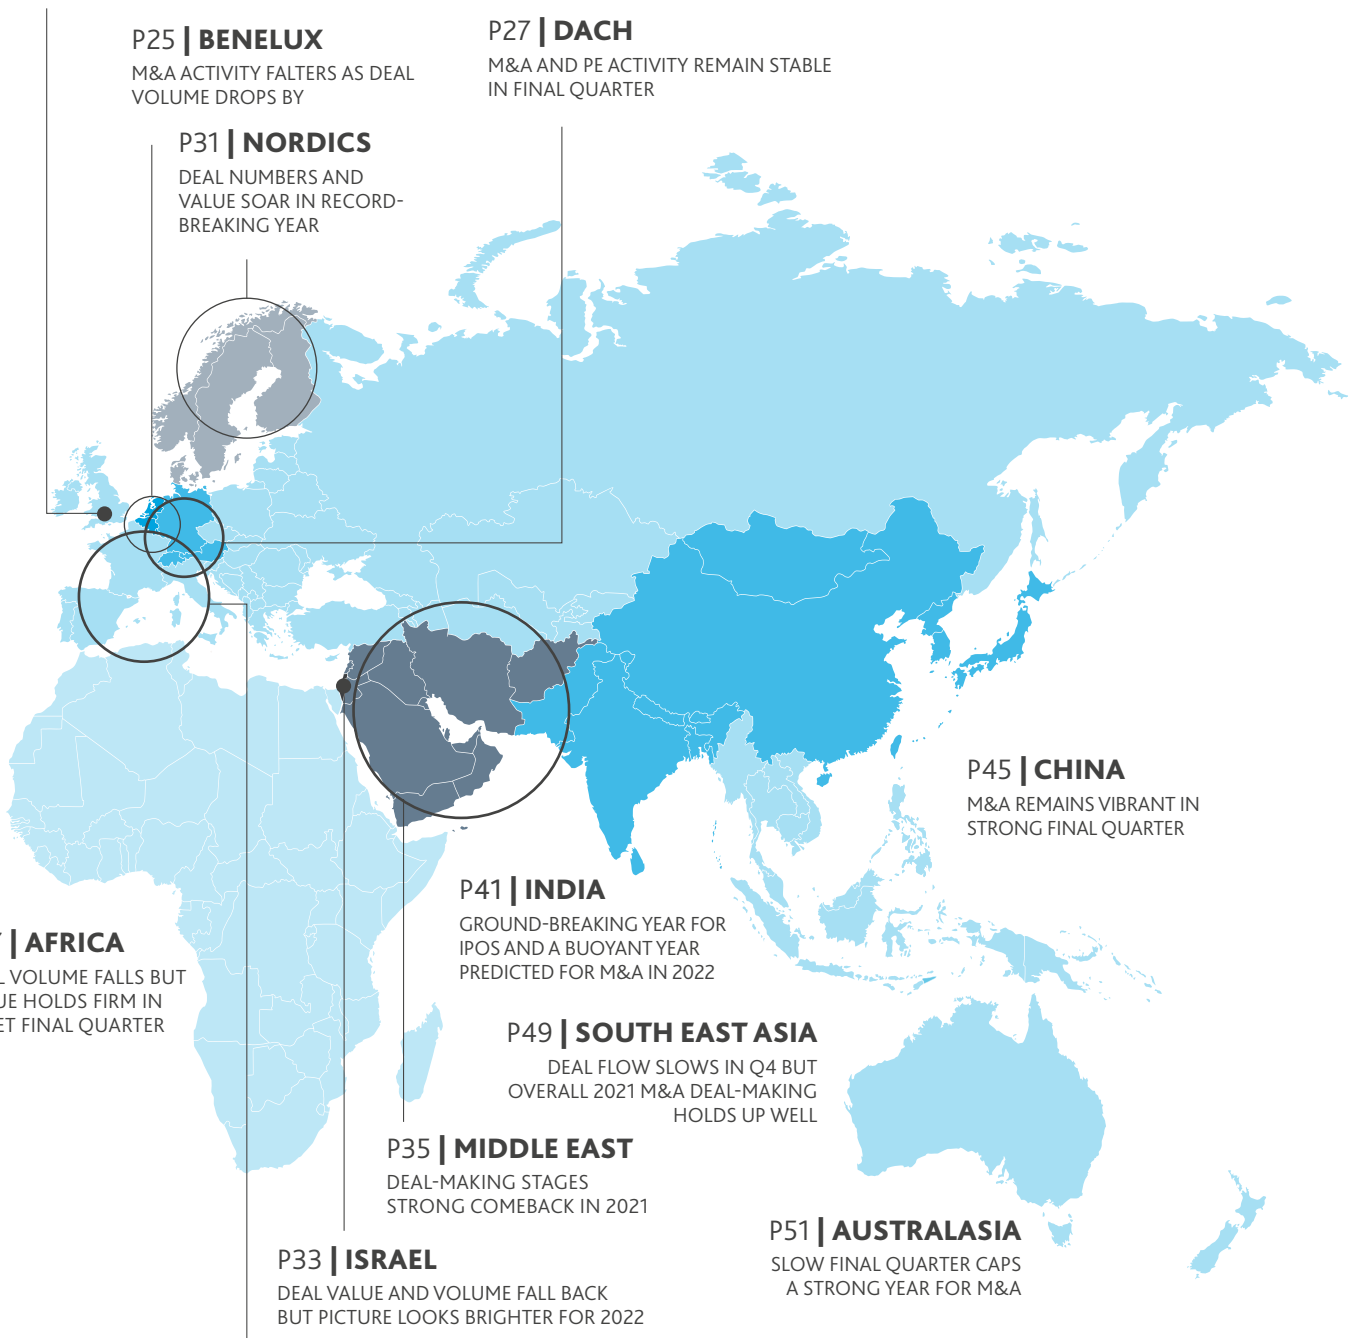 P25 | BENELUX
M&A ACTIVITY FALTERS AS DEAL
VOLUME DROPS BY
P27 | DACH
M&A AND PE ACTIVITY REMAIN STABLE
IN FINAL QUARTER
P31 | NORDICS
DEAL NUMBERS AND
VALUE SOAR IN RECORD-
BREAKING YEAR
P45 | CHINA
M&A REMAINS VIBRANT IN
STRONG FINAL QUARTER
P41 | INDIA
GROUND-BREAKING YEAR FOR
IPOS AND A BUOYANT YEAR
PREDICTED FOR M&A IN 2022
| AFRICA
VOLUME FALLS BUT
HOLDS FIRM IN
FINAL QUARTER
P49 | SOUTH EAST ASIA
DEAL FLOW SLOWS IN Q4 BUT
OVERALL 2021 M&A DEAL-MAKING
HOLDS UP WELL
P35 | MIDDLE EAST
DEAL-MAKING STAGES
STRONG COMEBACK IN 2021
P51 | AUSTRALASIA
SLOW FINAL QUARTER CAPS
A STRONG YEAR FOR M&A
P33 | ISRAEL
DEAL VALUE AND VOLUME FALL BACK
BUT PICTURE LOOKS BRIGHTER FOR 2022